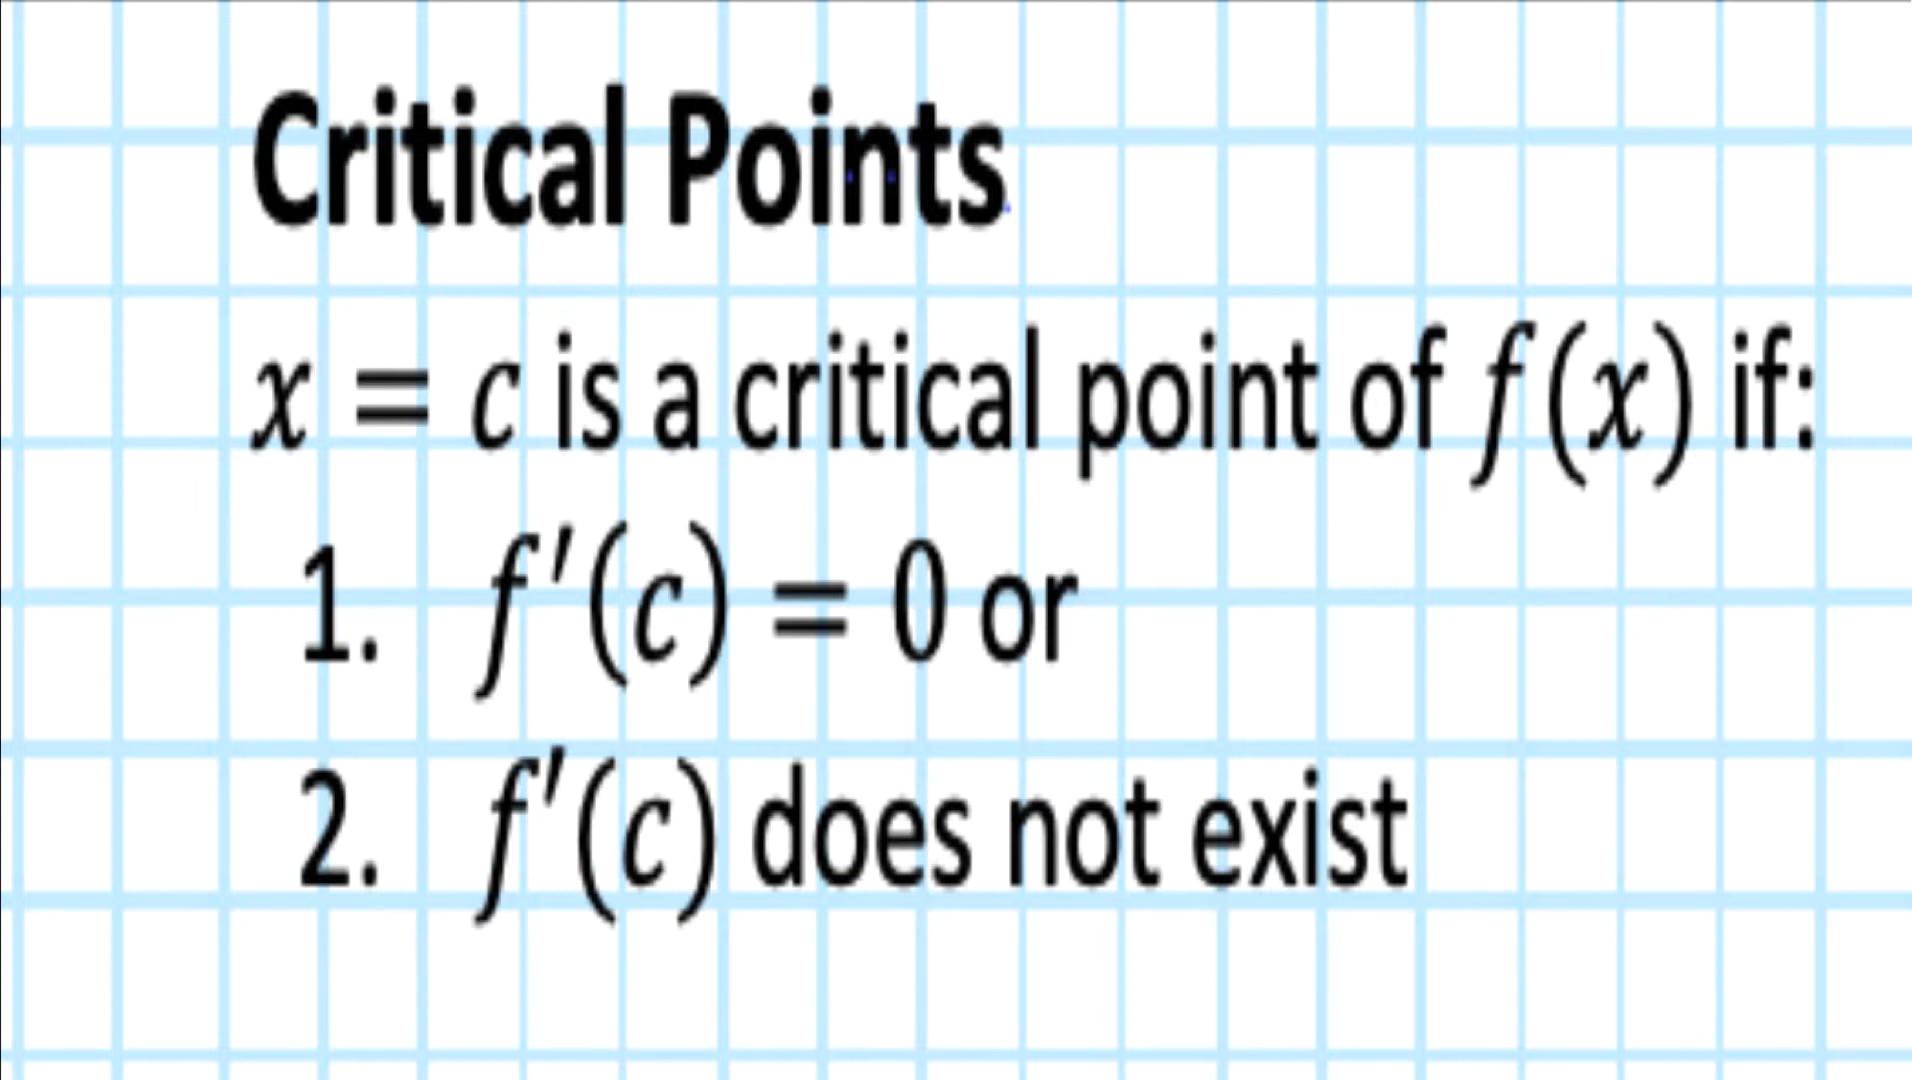 Critical Points
x = c is a critical point of f(x) if:
1. f′(c) = 0 or
2. f′(c) does not exist